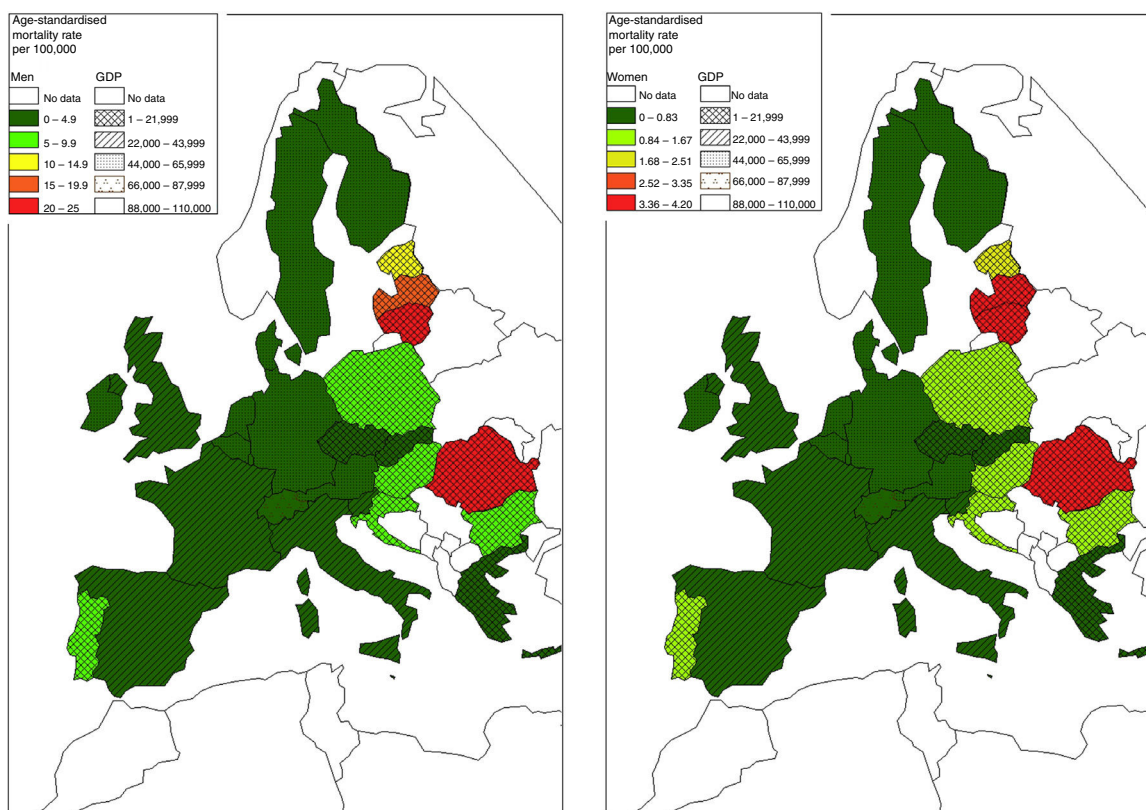 Age-standardised
mortality rate
per 100,000
Men GDP
No data No data
0 – 4.9 1 – 21,999
5 – 9.9 22,000 – 43,999
10 – 14.9 44,000 – 65,999
15 – 19.9 66,000 – 87,999
20 – 25 88,000 – 110,000
Age-standardised
mortality rate
per 100,000
Women GDP
No data No data
0 – 0.83 1 – 21,999
0.84 – 1.67 22,000 – 43,999
1.68 – 2.51 44,000 – 65,999
2.52 – 3.35 66,000 – 87,999
3.36 – 4.20 88,000 – 110,000